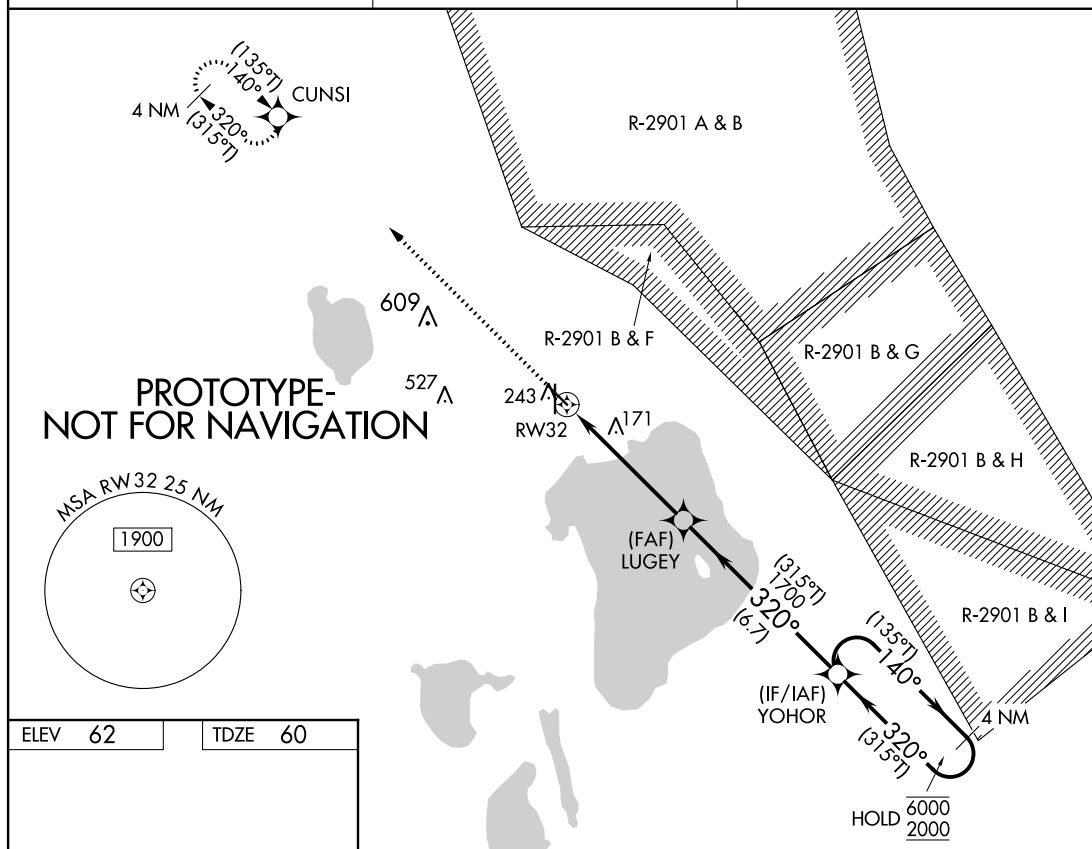 (135°T)
140°
CUNSI
4 NM
320°
(315°T)
R-2901 A & B
609
R-2901 B & F
R-2901 B & G
527
243
RW32
171
PROTOTYPE-
NOT FOR NAVIGATION
R-2901 B & H
MSA RW32 25 NM
1900
(FAF)
LUGEY
(315°T)
1700
320°
(6.7)
R-2901 B & I
(135°T)
140°
(IF/IAF)
YOHOR
4 NM
320°
(315°T)
ELEV 62
TDZE 60
HOLD 6000
2000